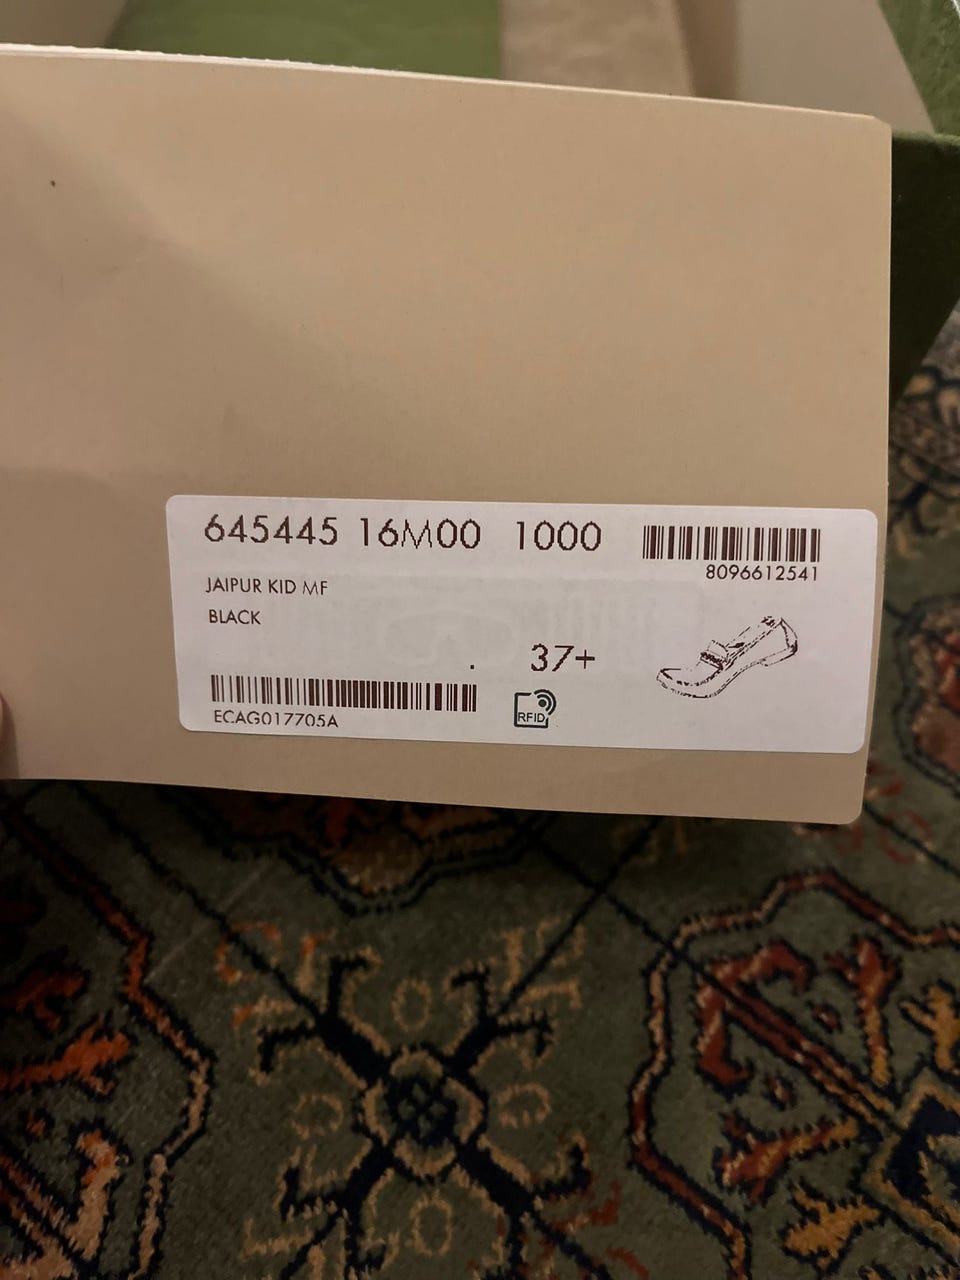 645445 16M00 1000
8096612541
JAIPUR KID MF
BLACK
. 37+
ECAG017705A
RFID